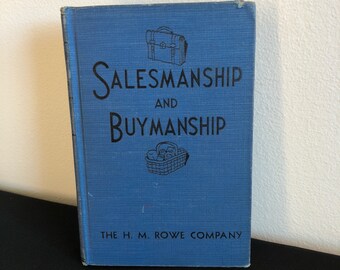 SALESMANSHIP
AND
BUYMANSHIP
THE H. M. ROWE COMPANY